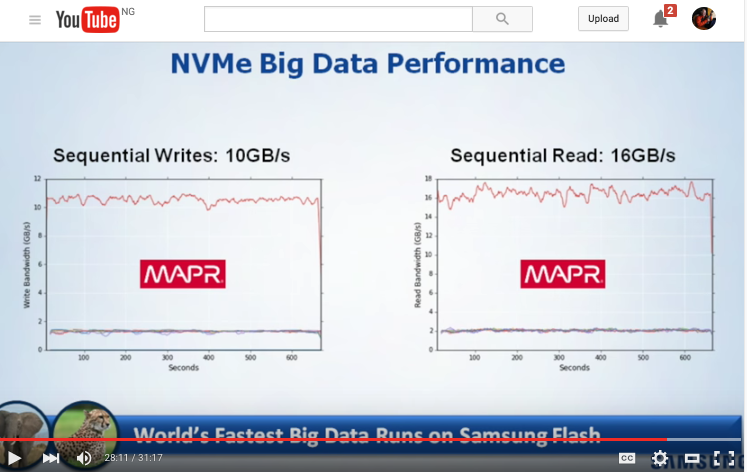 YouTube NG
Upload
2
NVMe Big Data Performance
Sequential Writes: 10GB/s
12
10
8
6
4
2
0
Write Bandwidth (GB/s)
MAPR
100 200 300 400 500 600
Seconds
Sequential Read: 16GB/s
18
16
14
12
10
8
6
4
2
0
Read Bandwidth (GB/s)
MAPR
100 200 300 400 500 600
Seconds
World's Fastest Big Data Runs on Samsung Flash
SAMSUNG
28:11 / 31:17
CC